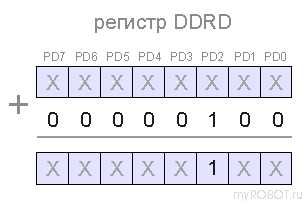 регистр DDRD
PD7 PD6 PD5 PD4 PD3 PD2 PD1 PD0
X X X X X X X X
+ 0 0 0 0 0 1 0 0
X X X X X 1 X X
myROBOT.ru